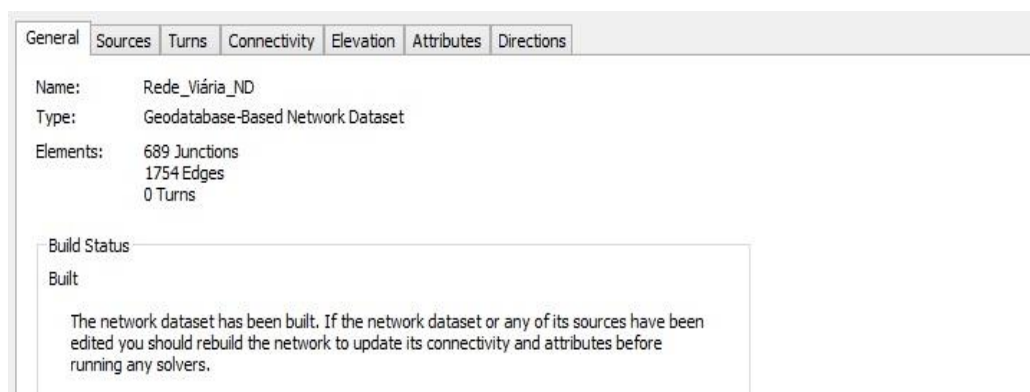 General Sources Turns Connectivity Elevation Attributes Directions
Name: Rede_Viária_ND
Type: Geodatabase-Based Network Dataset
Elements: 689 Junctions
1754 Edges
0 Turns
Build Status
Built
The network dataset has been built. If the network dataset or any of its sources have been
edited you should rebuild the network to update its connectivity and attributes before
running any solvers.